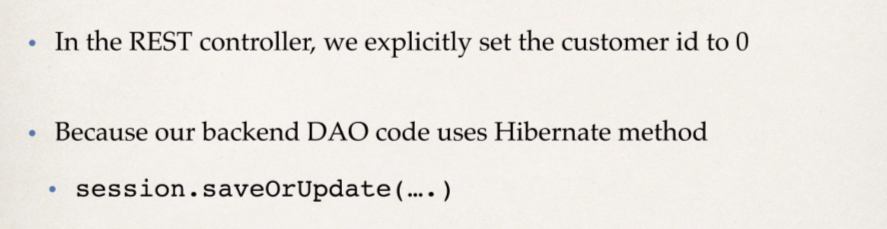 • In the REST controller, we explicitly set the customer id to 0
• Because our backend DAO code uses Hibernate method
• session.saveOrUpdate(….)